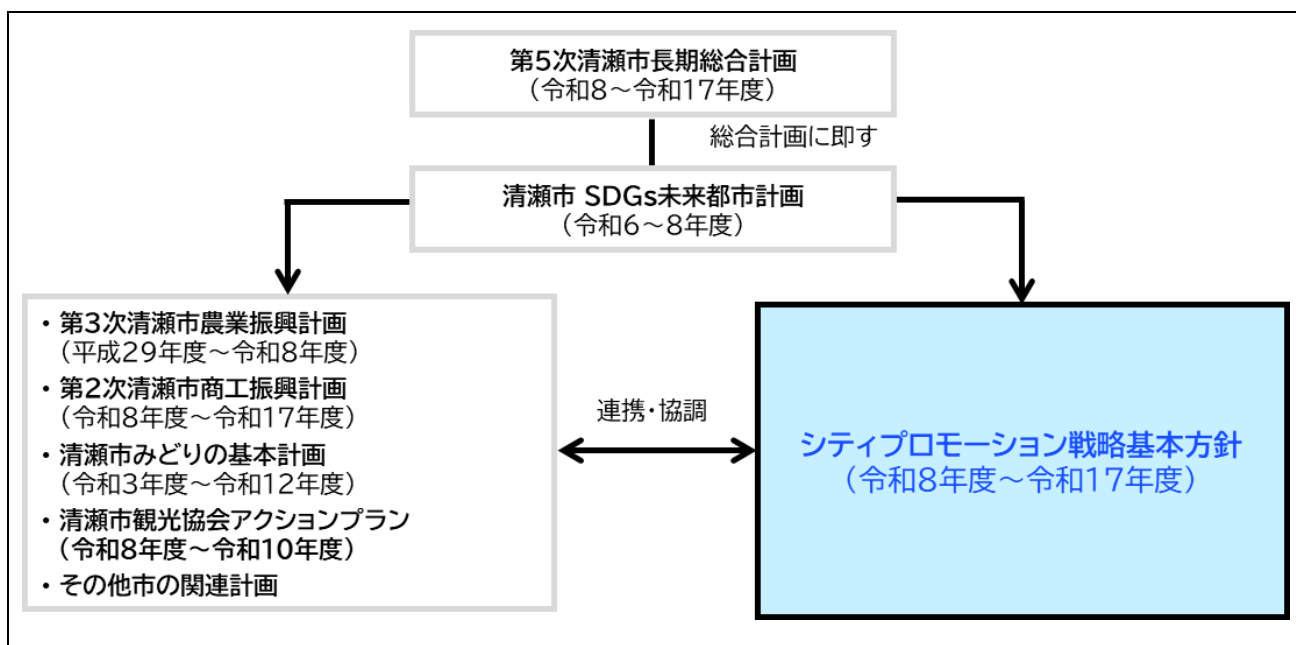 第5次清瀬市長期総合計画
（令和8～令和17年度）
総合計画に即す
清瀬市 SDGs未来都市計画
（令和6～8年度）
・ 第3次清瀬市農業振興計画
（平成29年度～令和8年度）
・ 第2次清瀬市商工振興計画
（令和8年度～令和17年度）
・ 清瀬市みどりの基本計画
（令和3年度～令和12年度）
・ 清瀬市観光協会アクションプラン
（令和8年度～令和10年度）
・ その他市の関連計画
連携・協調
シティプロモーション戦略基本方針
（令和8年度～令和17年度）